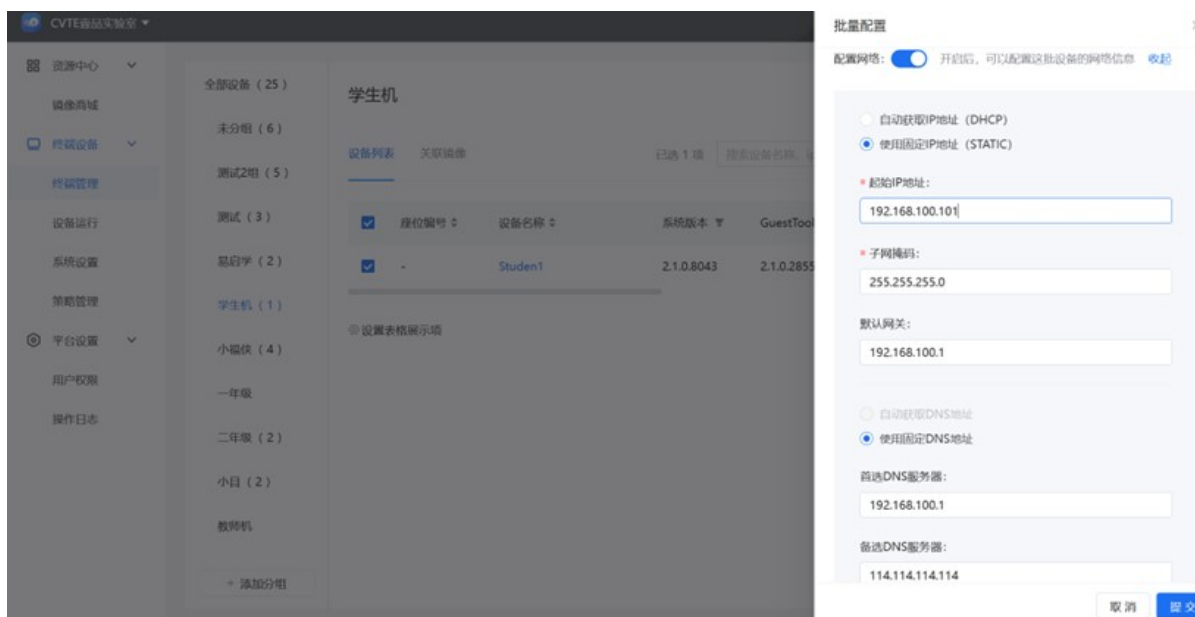 CVTE壹品实验室
资源中心
镜像商城
终端设备
终端管理
设备运行
系统设置
策略管理
平台设置
用户权限
操作日志
全部设备 (25)
未分组 (6)
测试2组 (5)
测试 (3)
易启学 (2)
学生机 (1)
小福侠 (4)
一年级
二年级 (2)
小目 (2)
教师机
+ 添加分组
学生机
设备列表 关联镜像 已选 1 项 搜索设备名称、
座位编号 设备名称 系统版本 GuestTool
- Studen1 2.1.0.8043 2.1.0.2855
设置表格展示项
批量配置
配置网络: 开启后，可以配置这批设备的网络信息 收起
自动获取IP地址 (DHCP)
使用固定IP地址 (STATIC)
* 起始IP地址:
192.168.100.101
* 子网掩码:
255.255.255.0
默认网关:
192.168.100.1
自动获取DNS地址
使用固定DNS地址
首选DNS服务器:
192.168.100.1
备选DNS服务器:
114.114.114.114
取 消 提 交